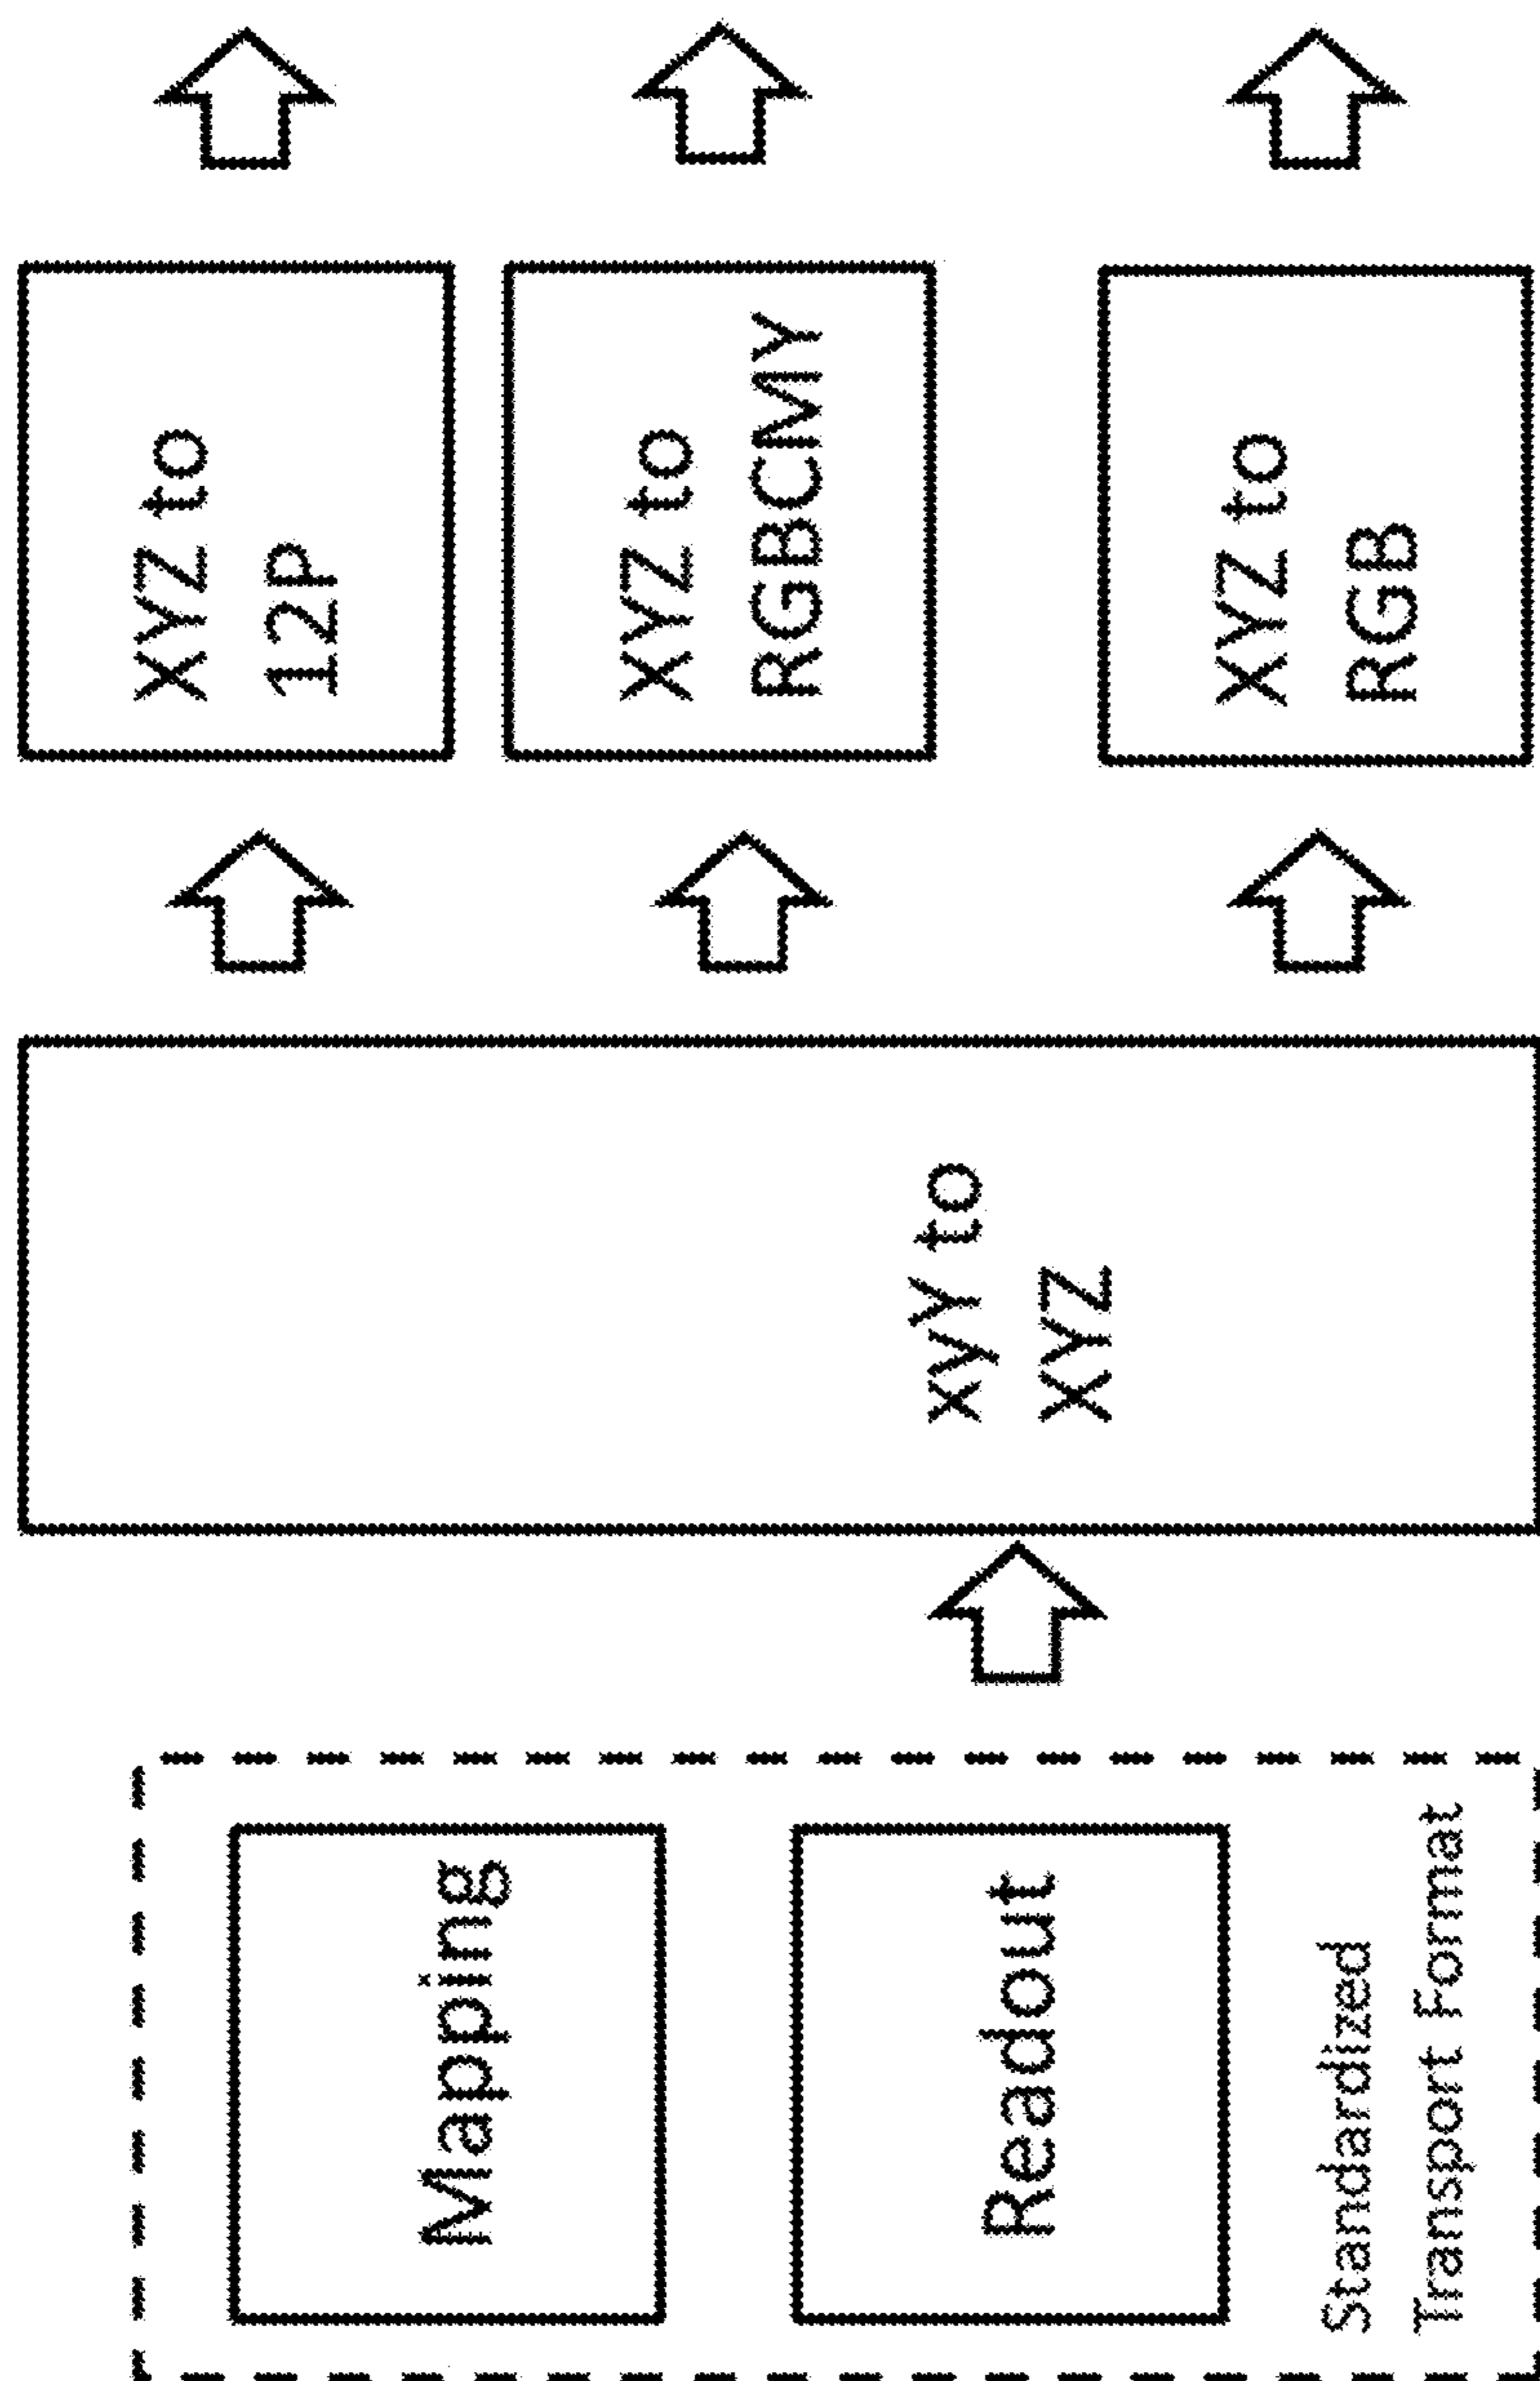 Mapping
Readout
Standardized
Transport Format
xyY to
XYZ
XYZ to
12P
XYZ to
RGBCMY
XYZ to
RGB